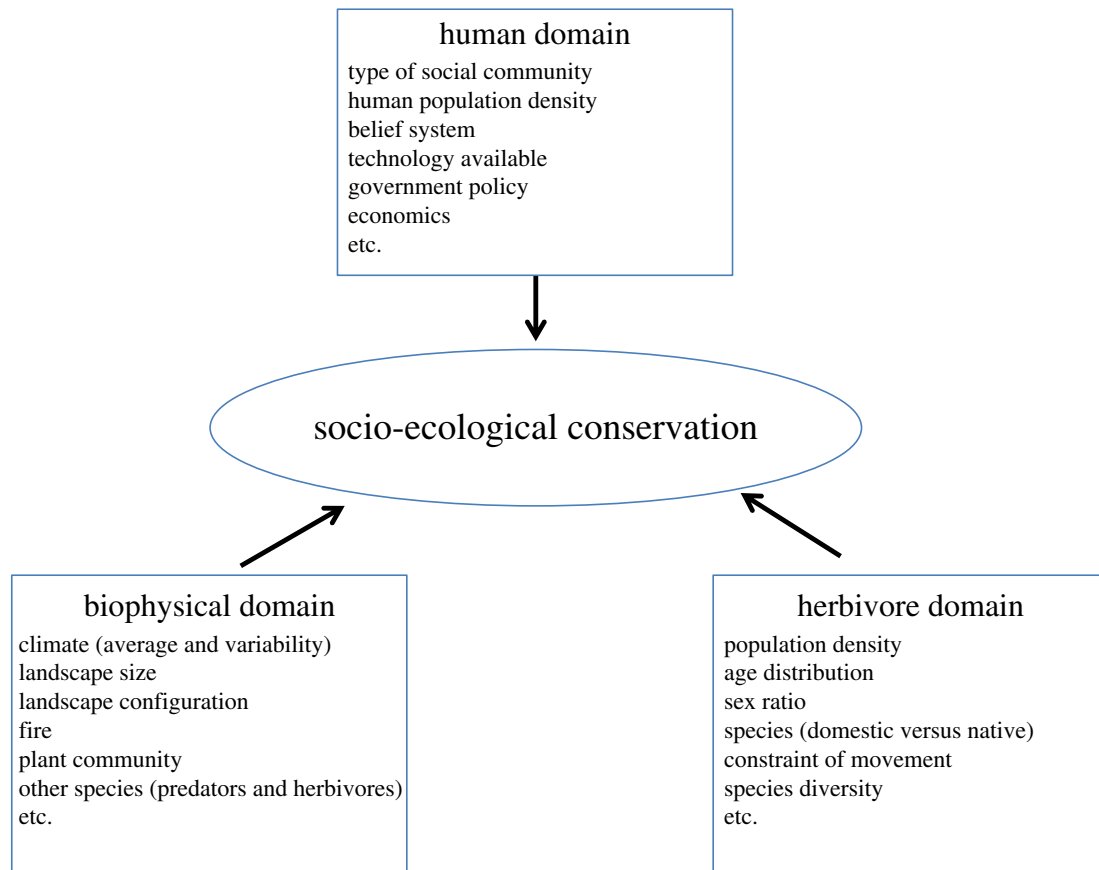 human domain
type of social community
human population density
belief system
technology available
government policy
economics
etc.
socio-ecological conservation
biophysical domain
climate (average and variability)
landscape size
landscape configuration
fire
plant community
other species (predators and herbivores)
etc.
herbivore domain
population density
age distribution
sex ratio
species (domestic versus native)
constraint of movement
species diversity
etc.